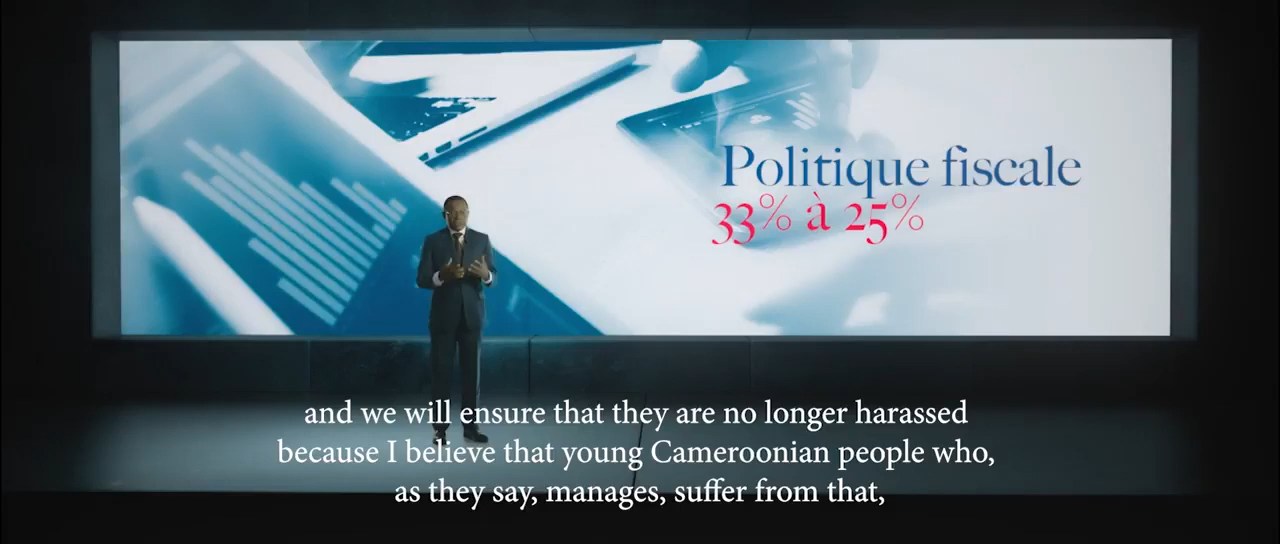 Politique fiscale
33% à 25%
and we will ensure that they are no longer harassed
because I believe that young Cameroonian people who,
as they say, manages, suffer from that,